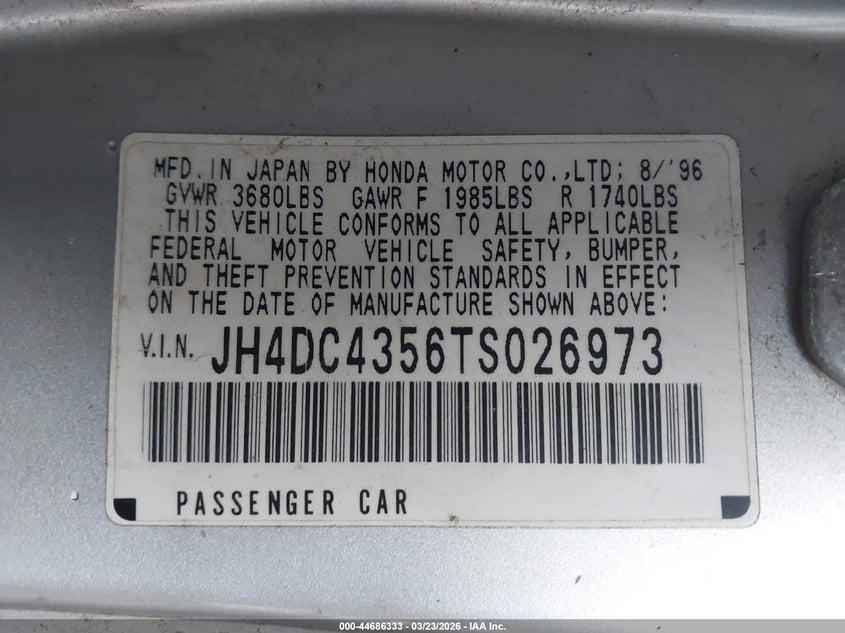 MFD. IN JAPAN BY HONDA MOTOR CO.,LTD; 8/'96
GVWR 3680LBS GAWR F 1985LBS R 1740LBS
THIS VEHICLE CONFORMS TO ALL APPLICABLE
FEDERAL MOTOR VEHICLE SAFETY, BUMPER,
AND THEFT PREVENTION STANDARDS IN EFFECT
ON THE DATE OF MANUFACTURE SHOWN ABOVE:
V.I.N. JH4DC4356TS026973
PASSENGER CAR
000-44686333 - 03/23/2026 - IAA Inc.